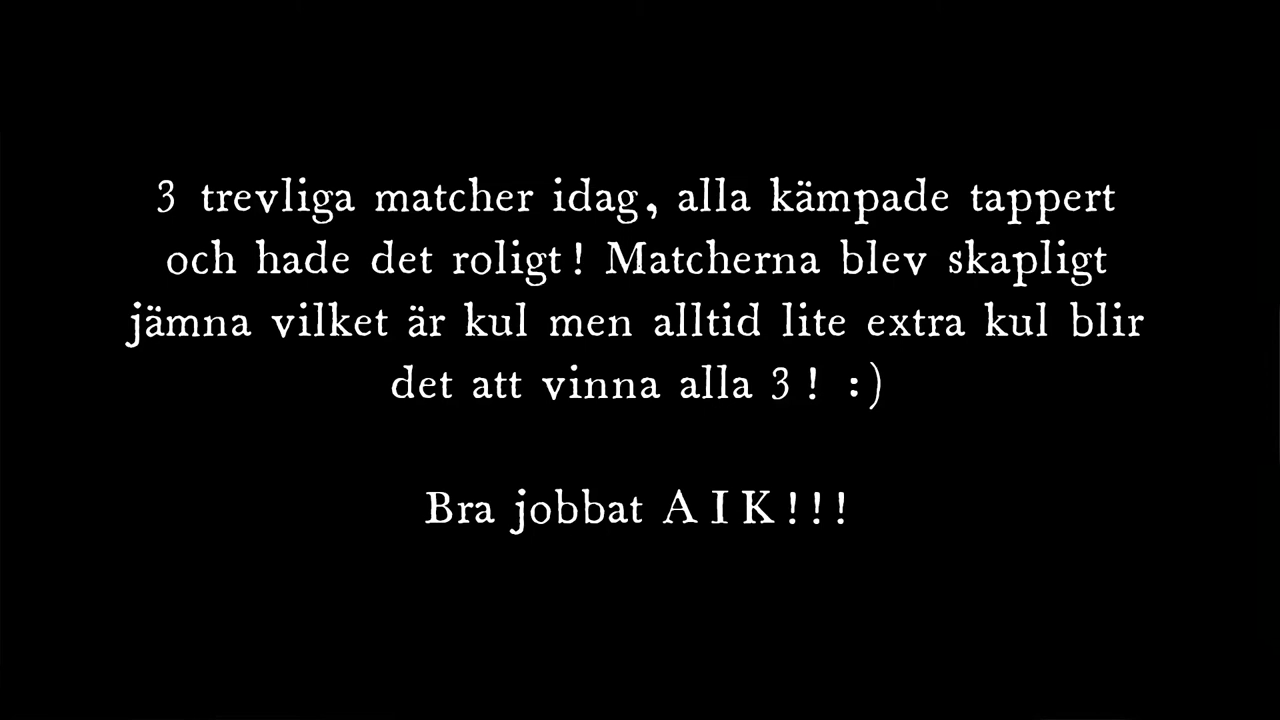 3 trevliga matcher idag, alla kämpade tappert
och hade det roligt! Matcherna blev skapligt
jämna vilket är kul men alltid lite extra kul blir
det att vinna alla 3! :)
Bra jobbat AIK!!!